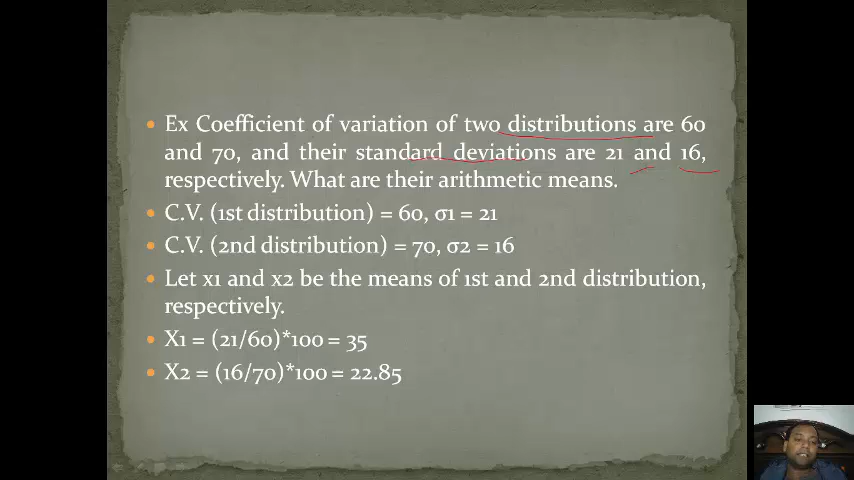 Ex Coefficient of variation of two distributions are 60
and 70, and their standard deviations are 21 and 16,
respectively. What are their arithmetic means.
C.V. (1st distribution) = 60, σ1 = 21
C.V. (2nd distribution) = 70, σ2 = 16
Let x1 and x2 be the means of 1st and 2nd distribution,
respectively.
X1 = (21/60)*100 = 35
X2 = (16/70)*100 = 22.85